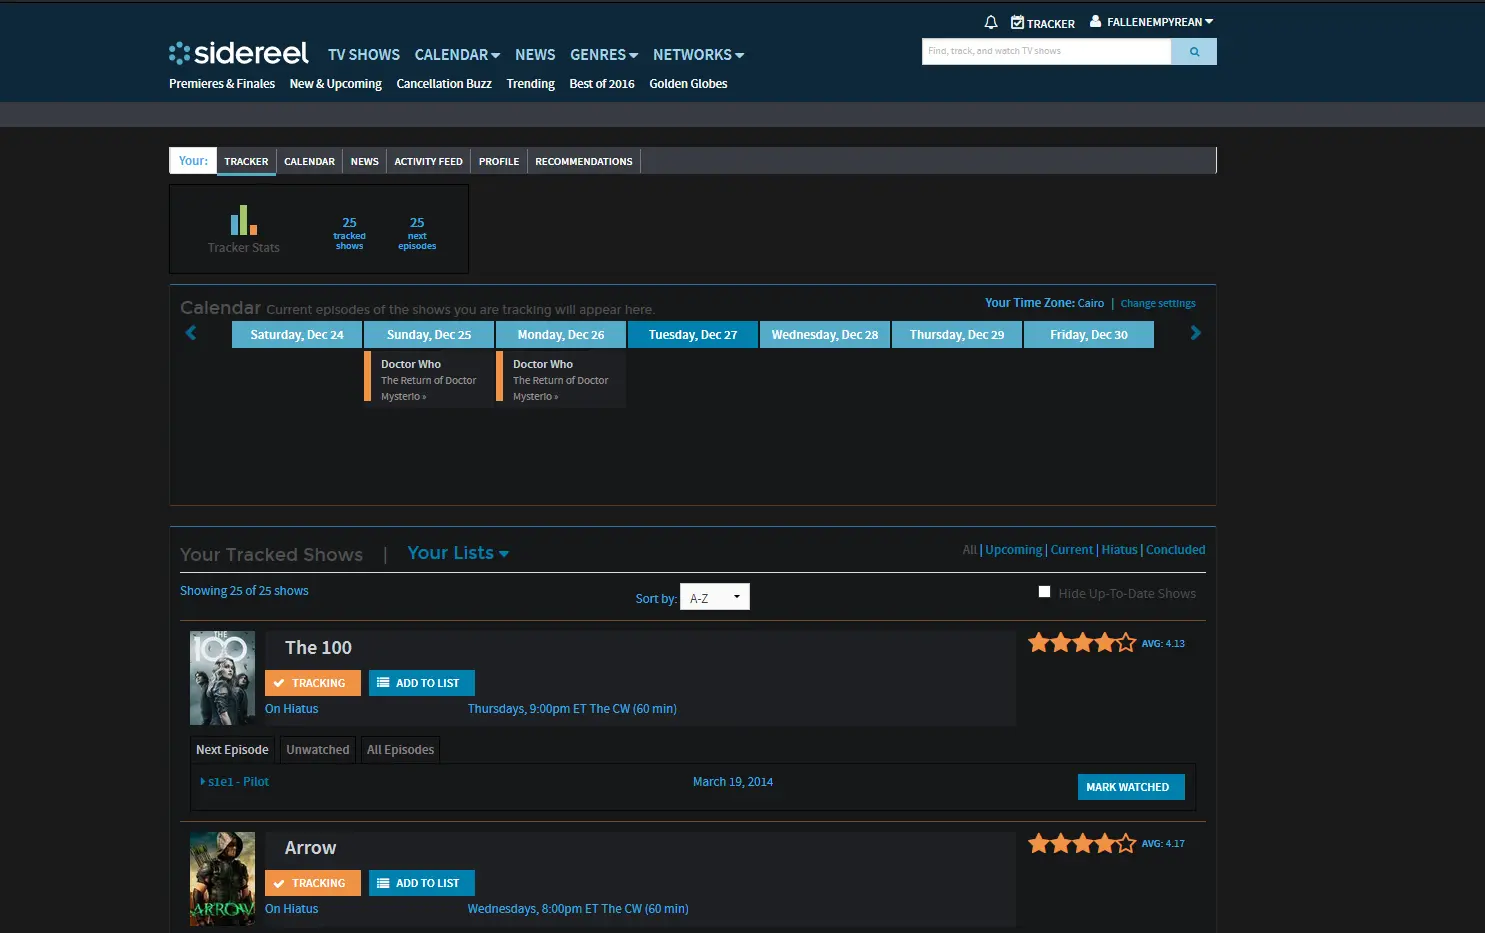 TRACKER FALLENEMPYREAN
sidereel TV SHOWS CALENDAR NEWS GENRES NETWORKS
Find, track, and watch TV shows
Premieres & Finales New & Upcoming Cancellation Buzz Trending Best of 2016 Golden Globes
Your: TRACKER CALENDAR NEWS ACTIVITY FEED PROFILE RECOMMENDATIONS
Tracker Stats
25 tracked shows
25 next episodes
Calendar Current episodes of the shows you are tracking will appear here.
Your Time Zone: Cairo | Change settings
Saturday, Dec 24 Sunday, Dec 25 Monday, Dec 26 Tuesday, Dec 27 Wednesday, Dec 28 Thursday, Dec 29 Friday, Dec 30
Doctor Who
The Return of Doctor
Mysterio »
Doctor Who
The Return of Doctor
Mysterio »
Your Tracked Shows | Your Lists
All | Upcoming | Current | Hiatus | Concluded
Showing 25 of 25 shows
Sort by: A-Z
Hide Up-To-Date Shows
THE 100
The 100
AVG: 4.13
TRACKING ADD TO LIST
On Hiatus Thursdays, 9:00pm ET The CW (60 min)
Next Episode Unwatched All Episodes
s1e1 - Pilot March 19, 2014 MARK WATCHED
ARROW
Arrow
AVG: 4.17
TRACKING ADD TO LIST
On Hiatus Wednesdays, 8:00pm ET The CW (60 min)